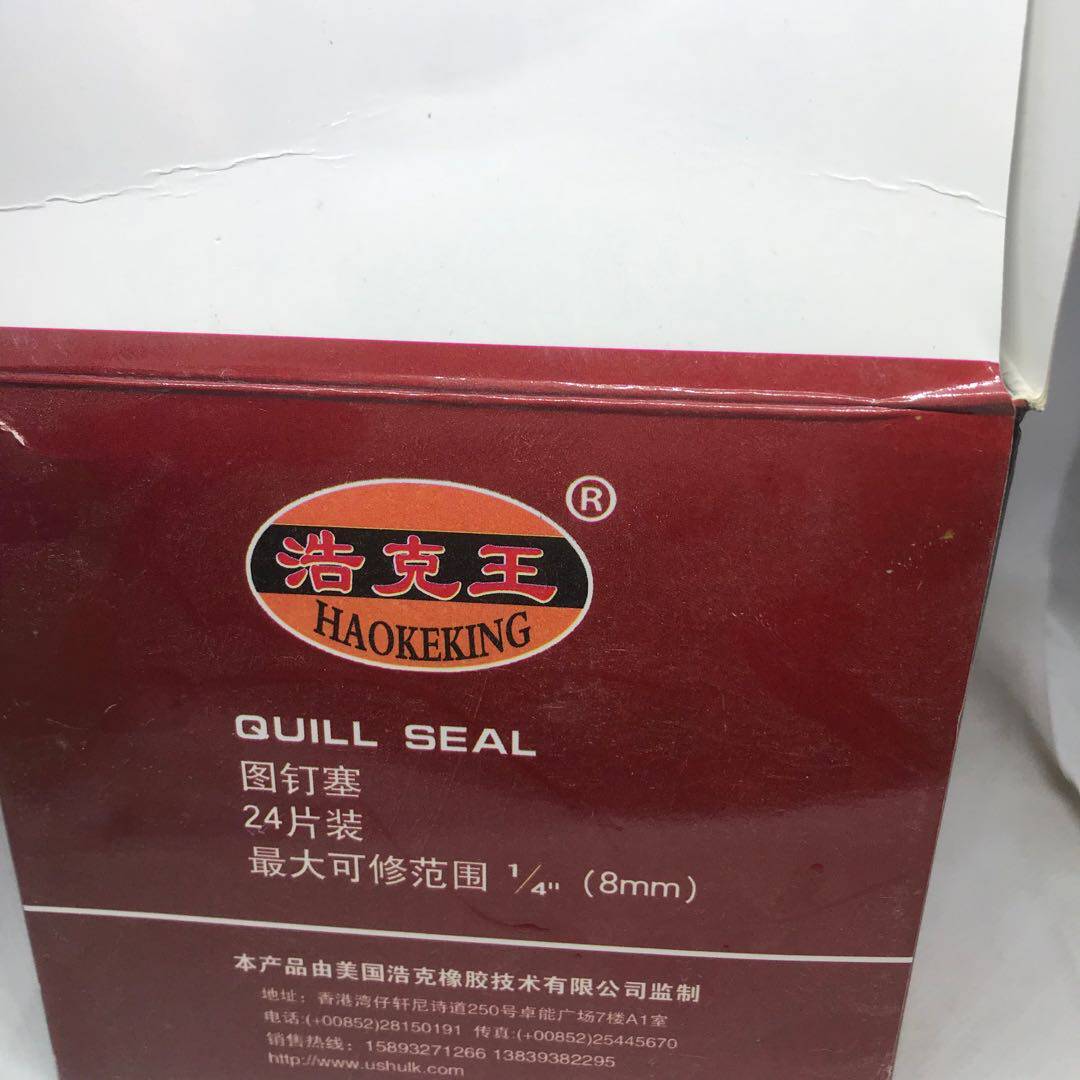 浩克王
®
HAOKEKING
QUILL SEAL
图钉塞
24片装
最大可修范围 1/4" (8mm)
本产品由美国浩克橡胶技术有限公司监制
地址：香港湾仔轩尼诗道250号卓能广场7楼A1室
电话:(+00852)28150191 传真:(+00852)25445670
销售热线：15893271266 13839382295
http://www.ushulk.com